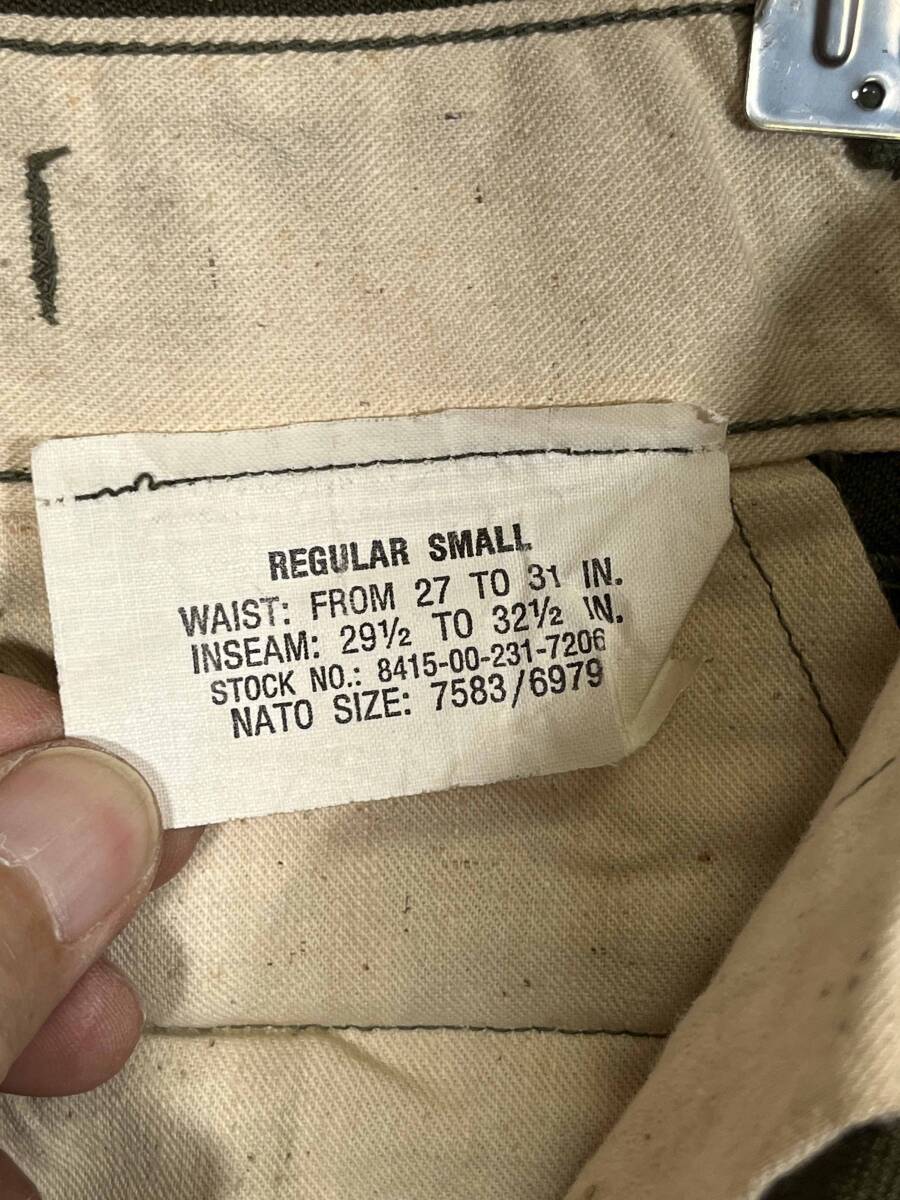 REGULAR SMALL
WAIST: FROM 27 TO 31 IN.
INSEAM: 29½ TO 32½ IN.
STOCK NO.: 8415-00-231-7206
NATO SIZE: 7583/6979